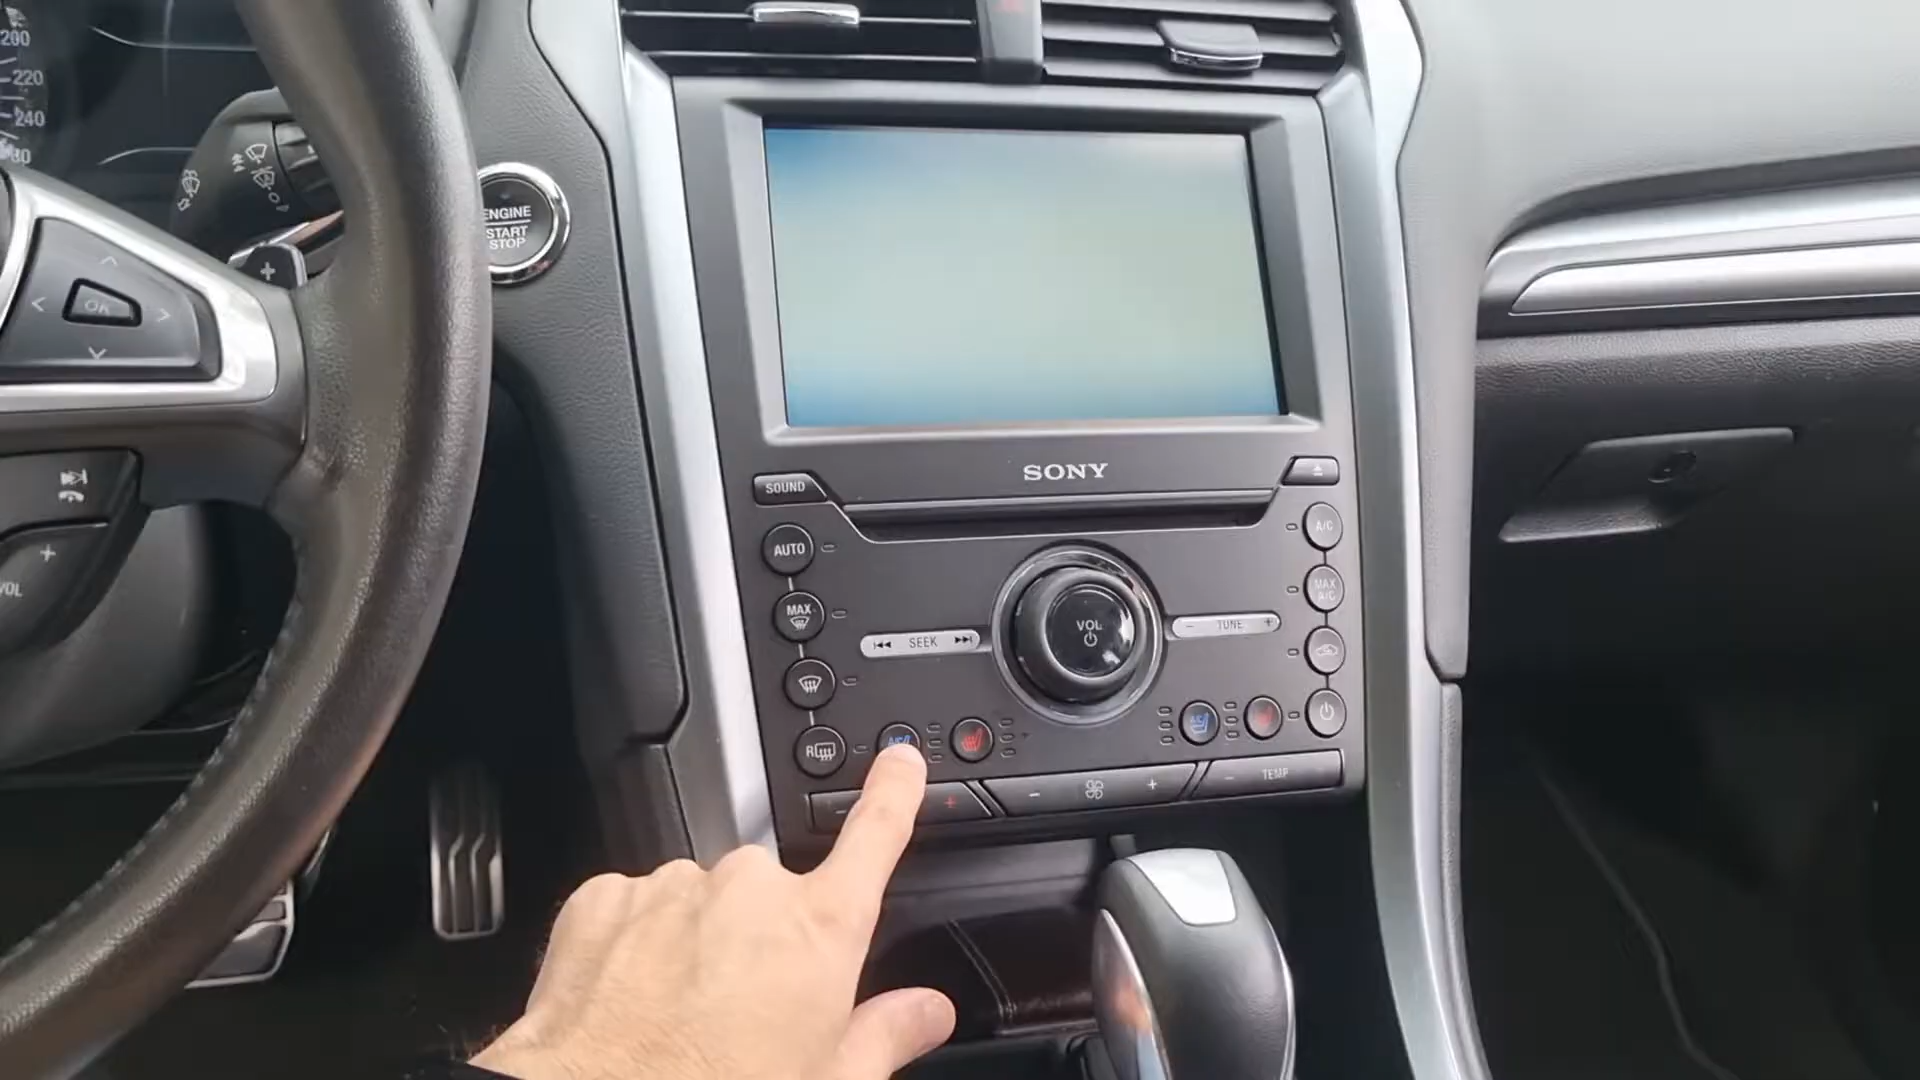 200
220
240
ENGINE
START
STOP
OK
VOL
SONY
SOUND
AUTO
A/C
MAX
MAX
A/C
SEEK
VOL
TUNE
R
A/C
TEMP